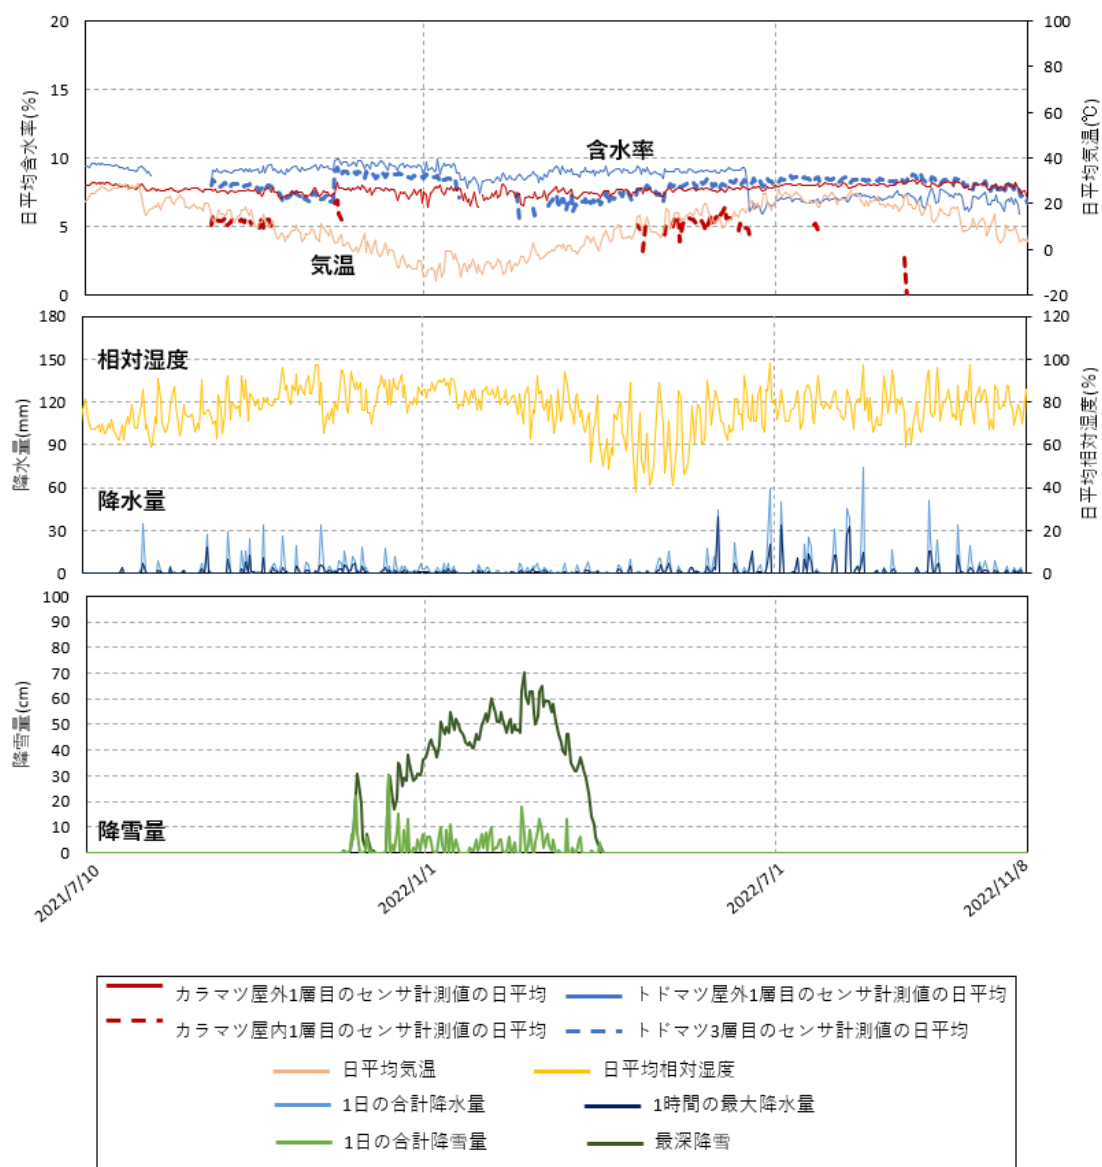 日平均含水率(%)
20
15
10
5
0
含水率
気温
100
80
60
40
20
0
-20
日平均気温(℃)
降水量(mm)
180
150
120
90
60
30
0
相対湿度
降水量
120
100
80
60
40
20
0
日平均相対湿度(%)
降雪量(cm)
100
90
80
70
60
50
40
30
20
10
0
降雪量
2021/7/10
2022/1/1
2022/7/1
2022/11/8
カラマツ屋外1層目のセンサ計測値の日平均
トドマツ屋外1層目のセンサ計測値の日平均
カラマツ屋内1層目のセンサ計測値の日平均
トドマツ3層目のセンサ計測値の日平均
日平均気温
日平均相対湿度
1日の合計降水量
1時間の最大降水量
1日の合計降雪量
最深降雪